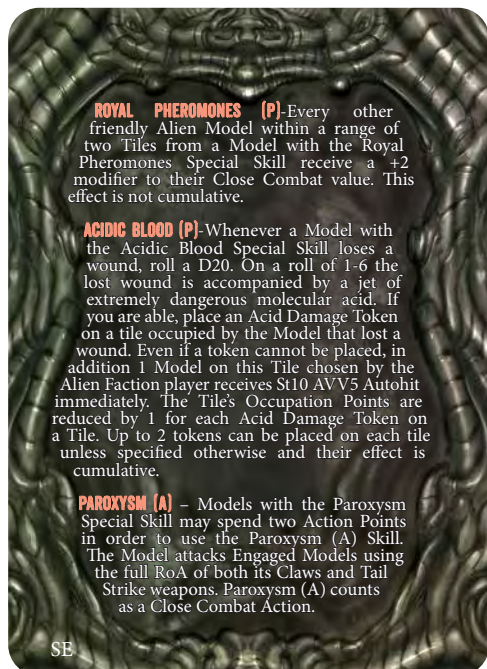 ROYAL PHEROMONES (P)-Every other
friendly Alien Model within a range of
two Tiles from a Model with the Royal
Pheromones Special Skill receive a +2
modifier to their Close Combat value. This
effect is not cumulative.
ACIDIC BLOOD (P)-Whenever a Model with
the Acidic Blood Special Skill loses a
wound, roll a D20. On a roll of 1-6 the
lost wound is accompanied by a jet of
extremely dangerous molecular acid. If
you are able, place an Acid Damage Token
on a tile occupied by the Model that lost a
wound. Even if a token cannot be placed, in
addition 1 Model on this Tile chosen by the
Alien Faction player receives St10 AVV5 Autohit
immediately. The Tile's Occupation Points are
reduced by 1 for each Acid Damage Token on
a Tile. Up to 2 tokens can be placed on each tile
unless specified otherwise and their effect is
cumulative.
PAROXYSM (A) – Models with the Paroxysm
Special Skill may spend two Action Points
in order to use the Paroxysm (A) Skill.
The Model attacks Engaged Models using
the full RoA of both its Claws and Tail
Strike weapons. Paroxysm (A) counts
as a Close Combat Action.
SE